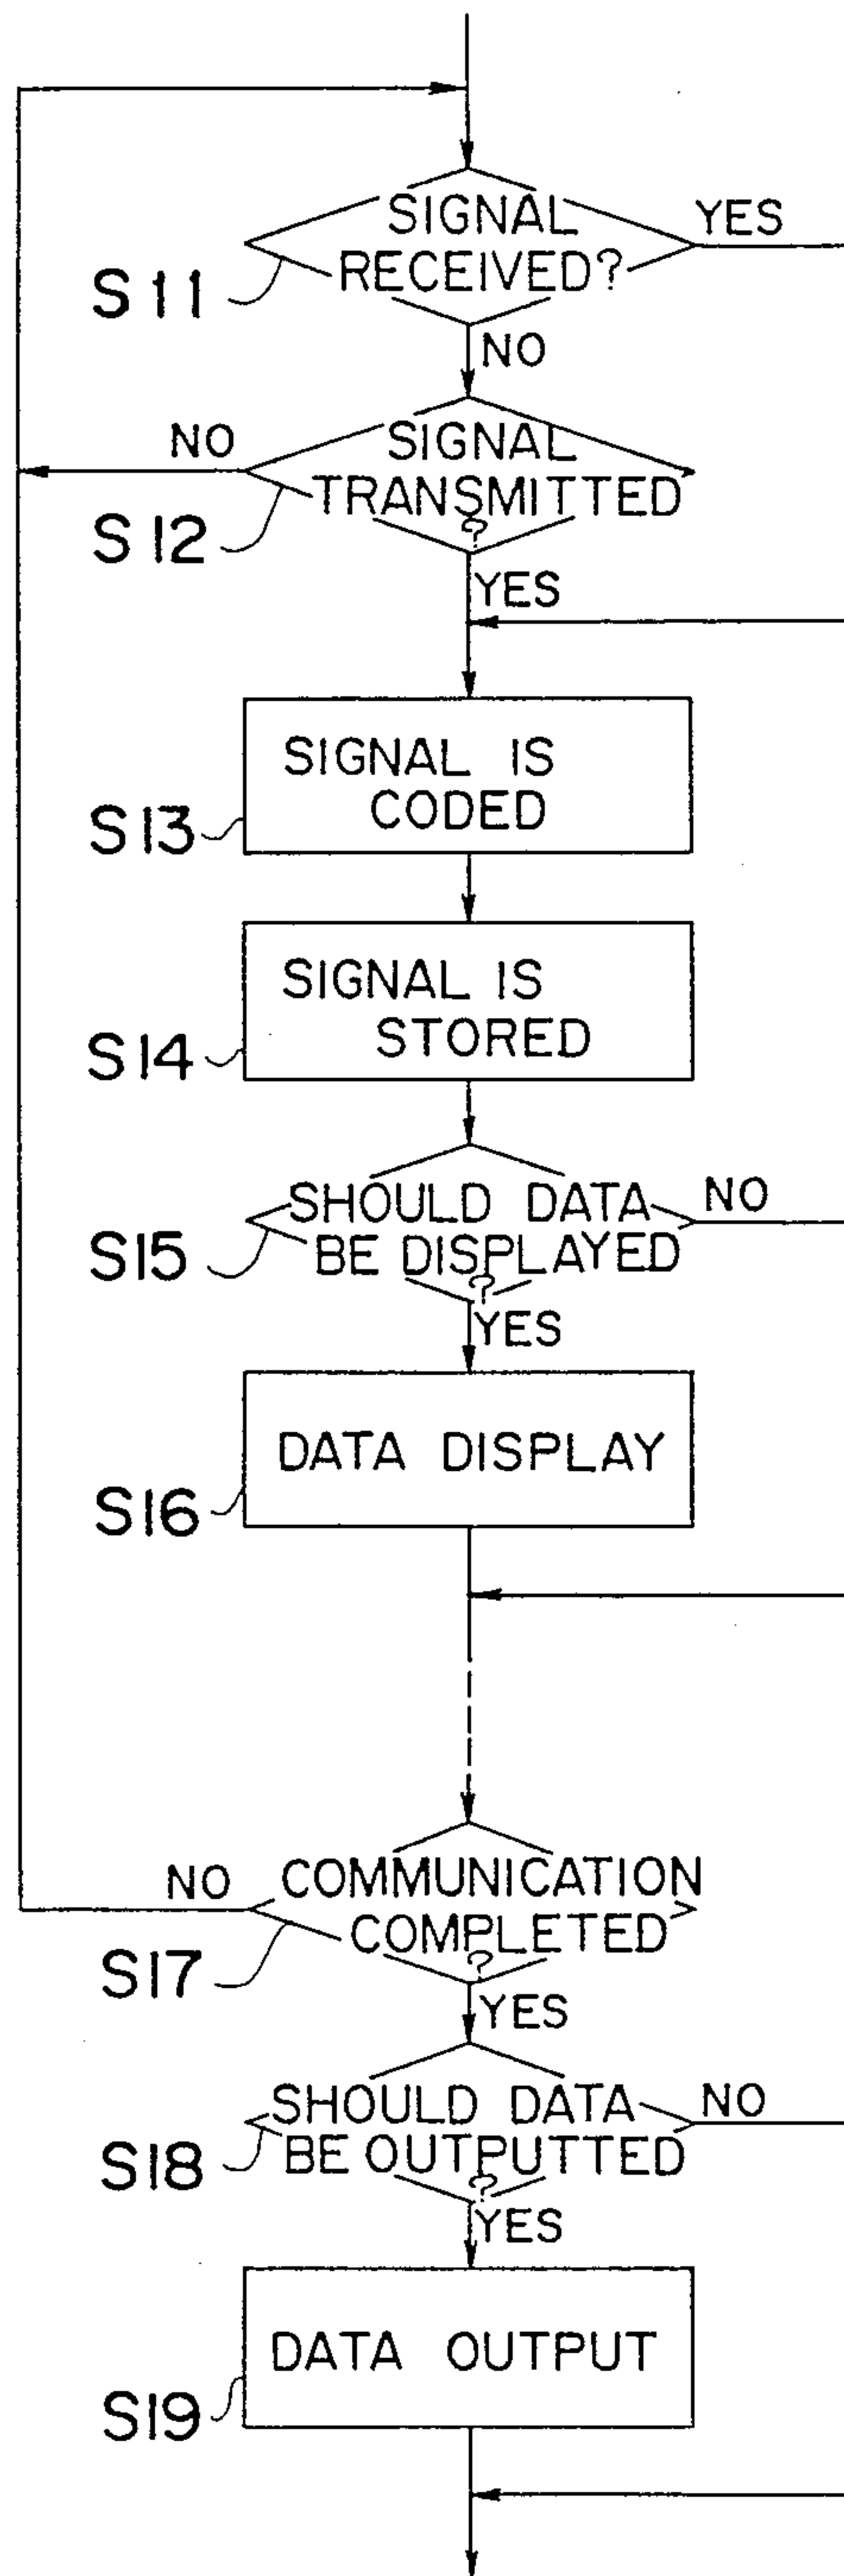 SIGNAL
RECEIVED?
YES
S11
NO
SIGNAL
TRANSMITTED
?
NO
S12
YES
SIGNAL IS
CODED
S13
SIGNAL IS
STORED
S14
SHOULD DATA
BE DISPLAYED
?
NO
S15
YES
DATA DISPLAY
S16
COMMUNICATION
COMPLETED
?
NO
S17
YES
SHOULD DATA
BE OUTPUTTED
?
NO
S18
YES
DATA OUTPUT
S19